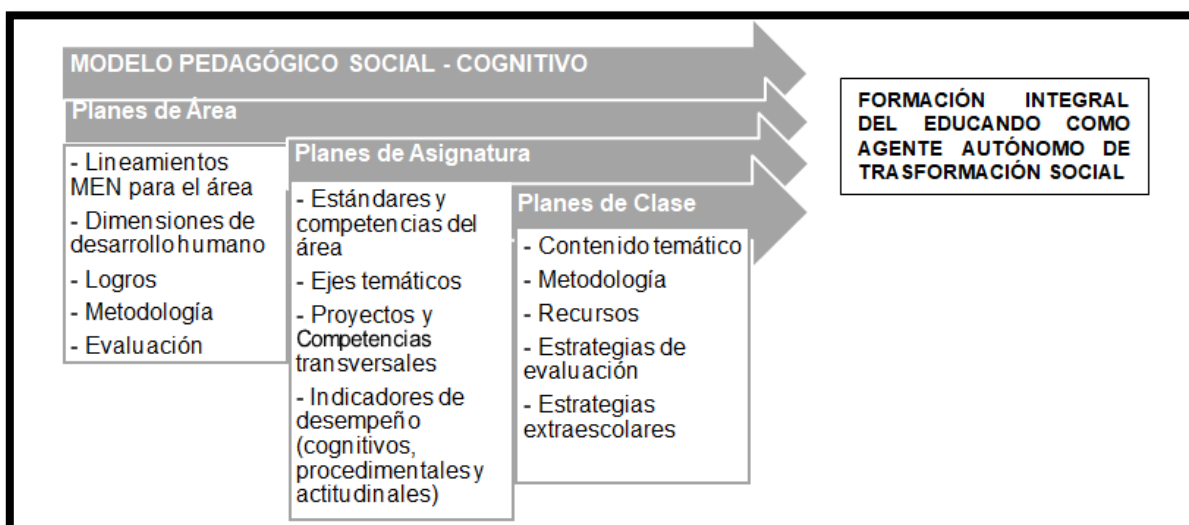 MODELO PEDAGÓGICO SOCIAL - COGNITIVO
Planes de Área
- Lineamientos
MEN para el área
- Dimensiones de
desarrollo humano
- Logros
- Metodología
- Evaluación
Planes de Asignatura
- Estándares y
competencias del
área
- Ejes temáticos
- Proyectos y
Competencias
transversales
- Indicadores de
desempeño
(cognitivos,
procedimentales y
actitudinales)
Planes de Clase
- Contenido temático
- Metodología
- Recursos
- Estrategias de
evaluación
- Estrategias
extraescolares
FORMACIÓN INTEGRAL
DEL EDUCANDO COMO
AGENTE AUTÓNOMO DE
TRASFORMACIÓN SOCIAL